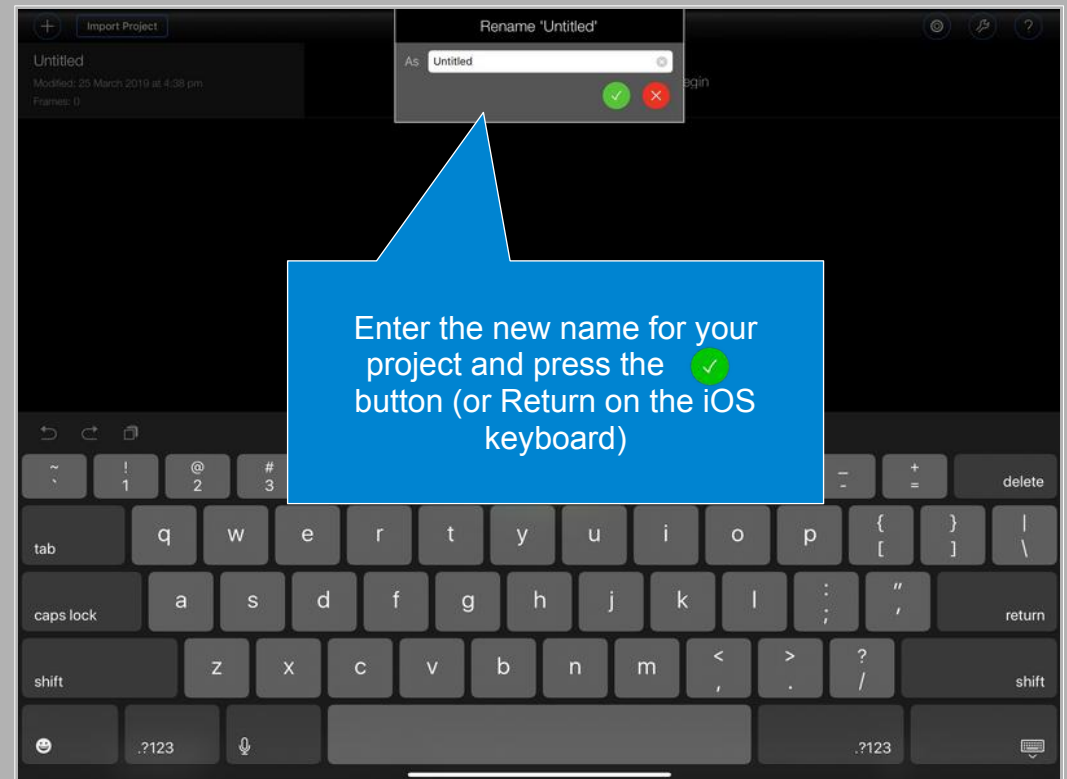 Import Project
Rename 'Untitled'
?
Untitled
As Untitled
Modified: 25 March 2019 at 4:38 pm
egin
Frames: 0
Enter the new name for your
project and press the
button (or Return on the iOS
keyboard)
~ ! @ # _ +
` 1 2 3 - = delete
tab q w e r t y u i o p { [ } ] | \
caps lock a s d f g h j k l : ; " ' return
shift z x c v b n m < , > . ? / shift
.?123 .?123